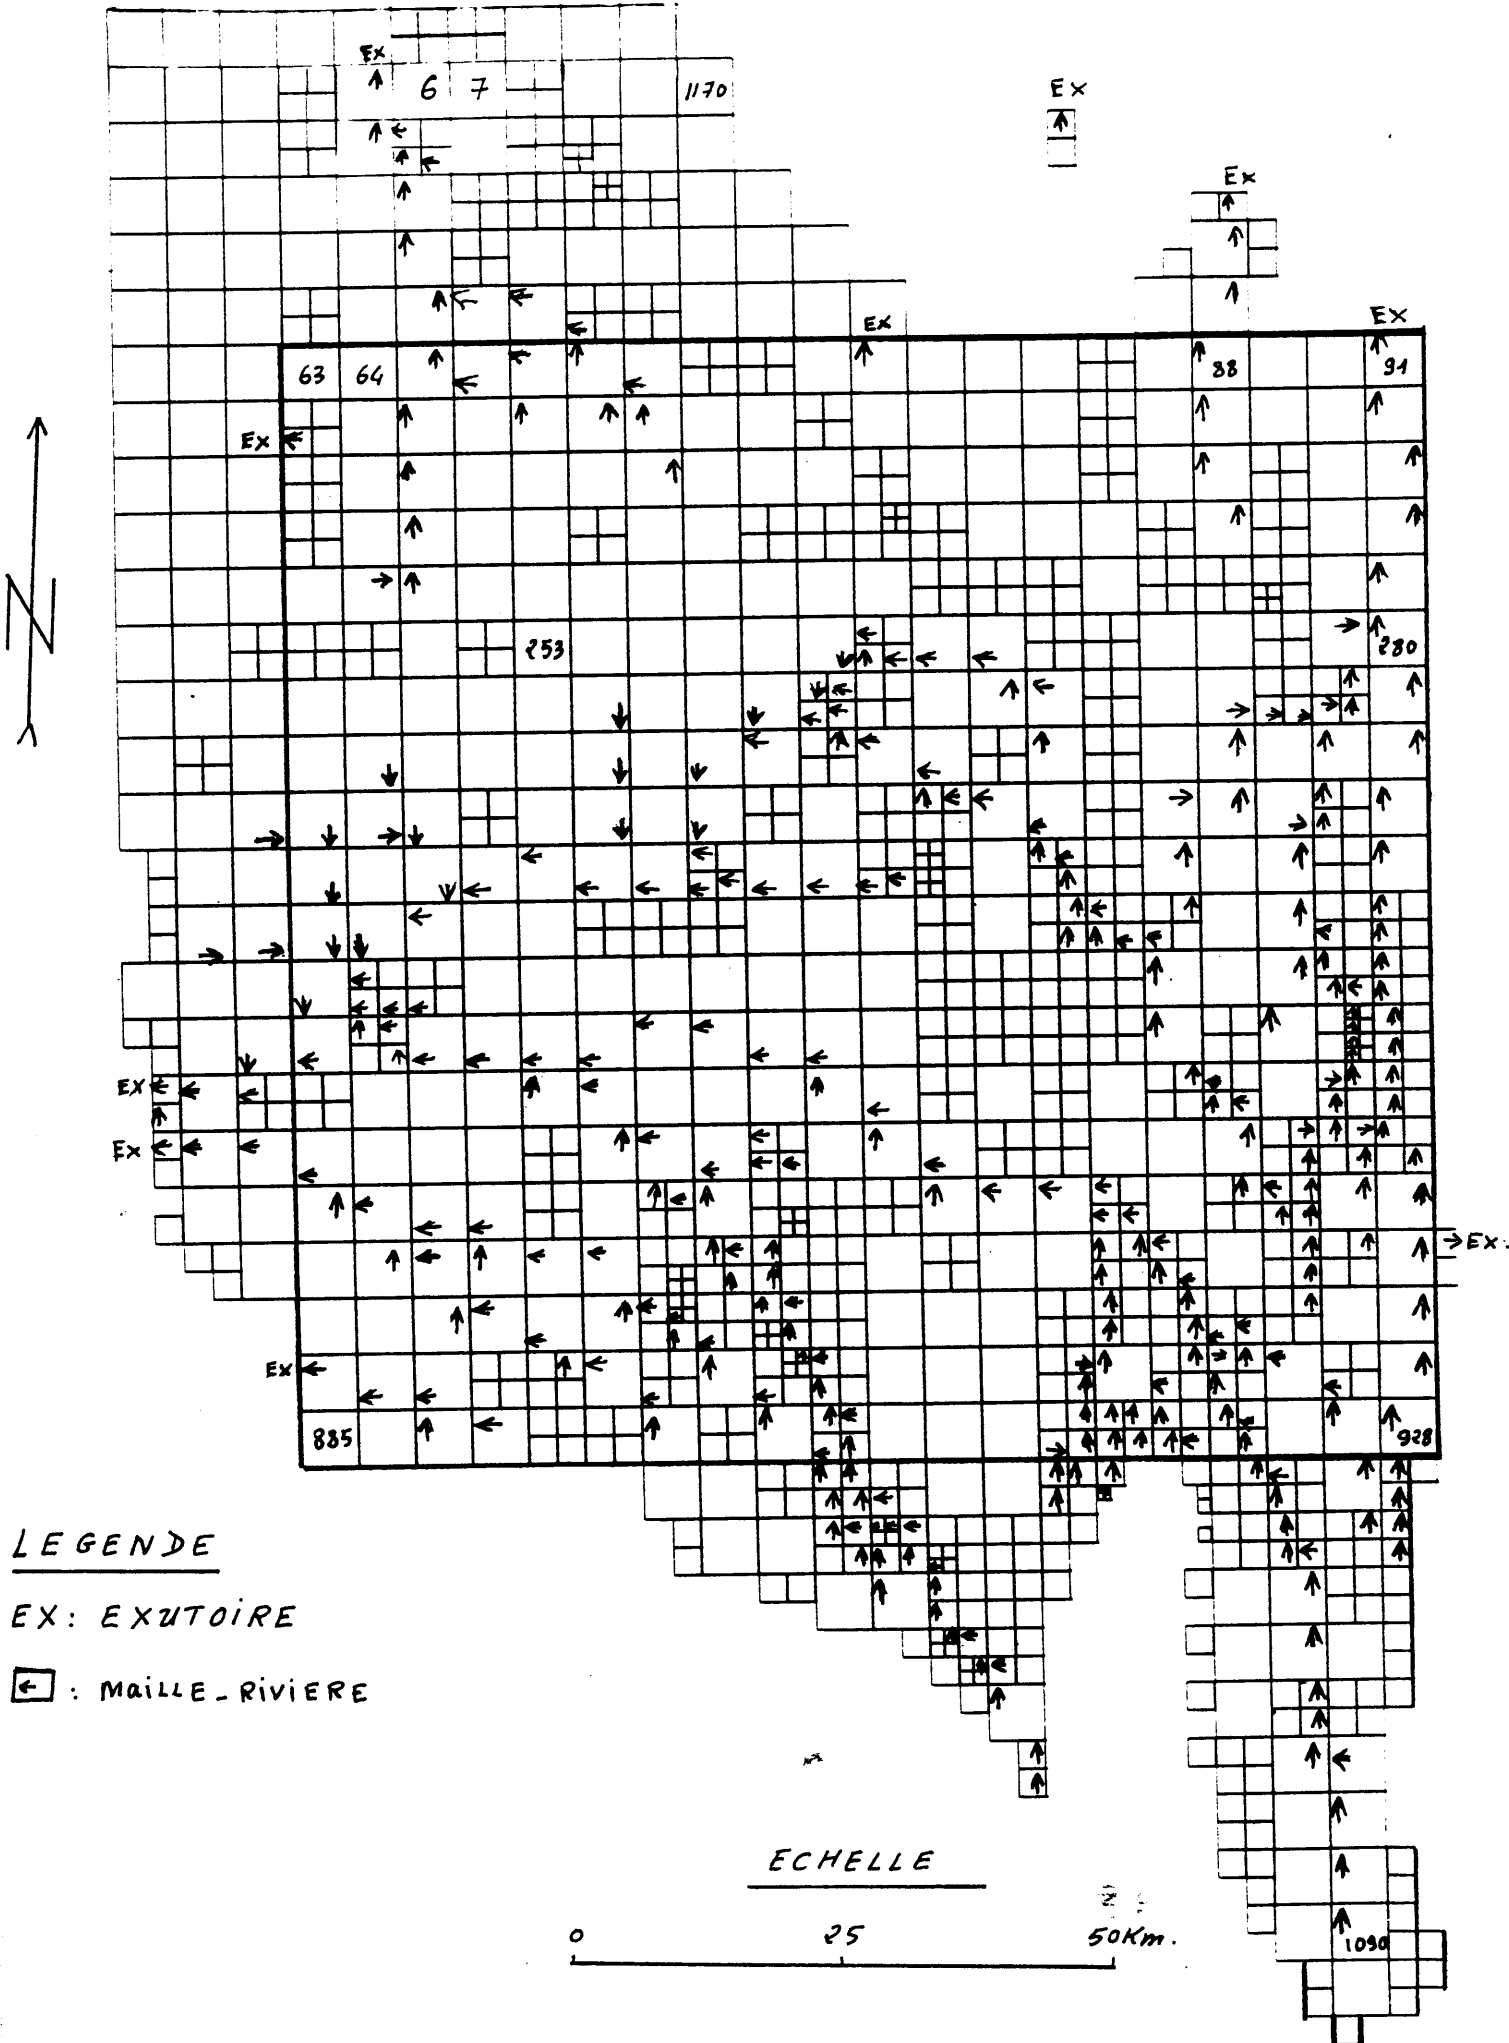 Ex
6 7
1170
Ex
Ex
Ex
Ex
63 64
88
91
Ex
N
253
280
Ex
Ex
→Ex.
Ex
885
928
LEGENDE
EX: EXUTOIRE
: MAILLE-RIVIERE
ECHELLE
0 25 50Km.
1090